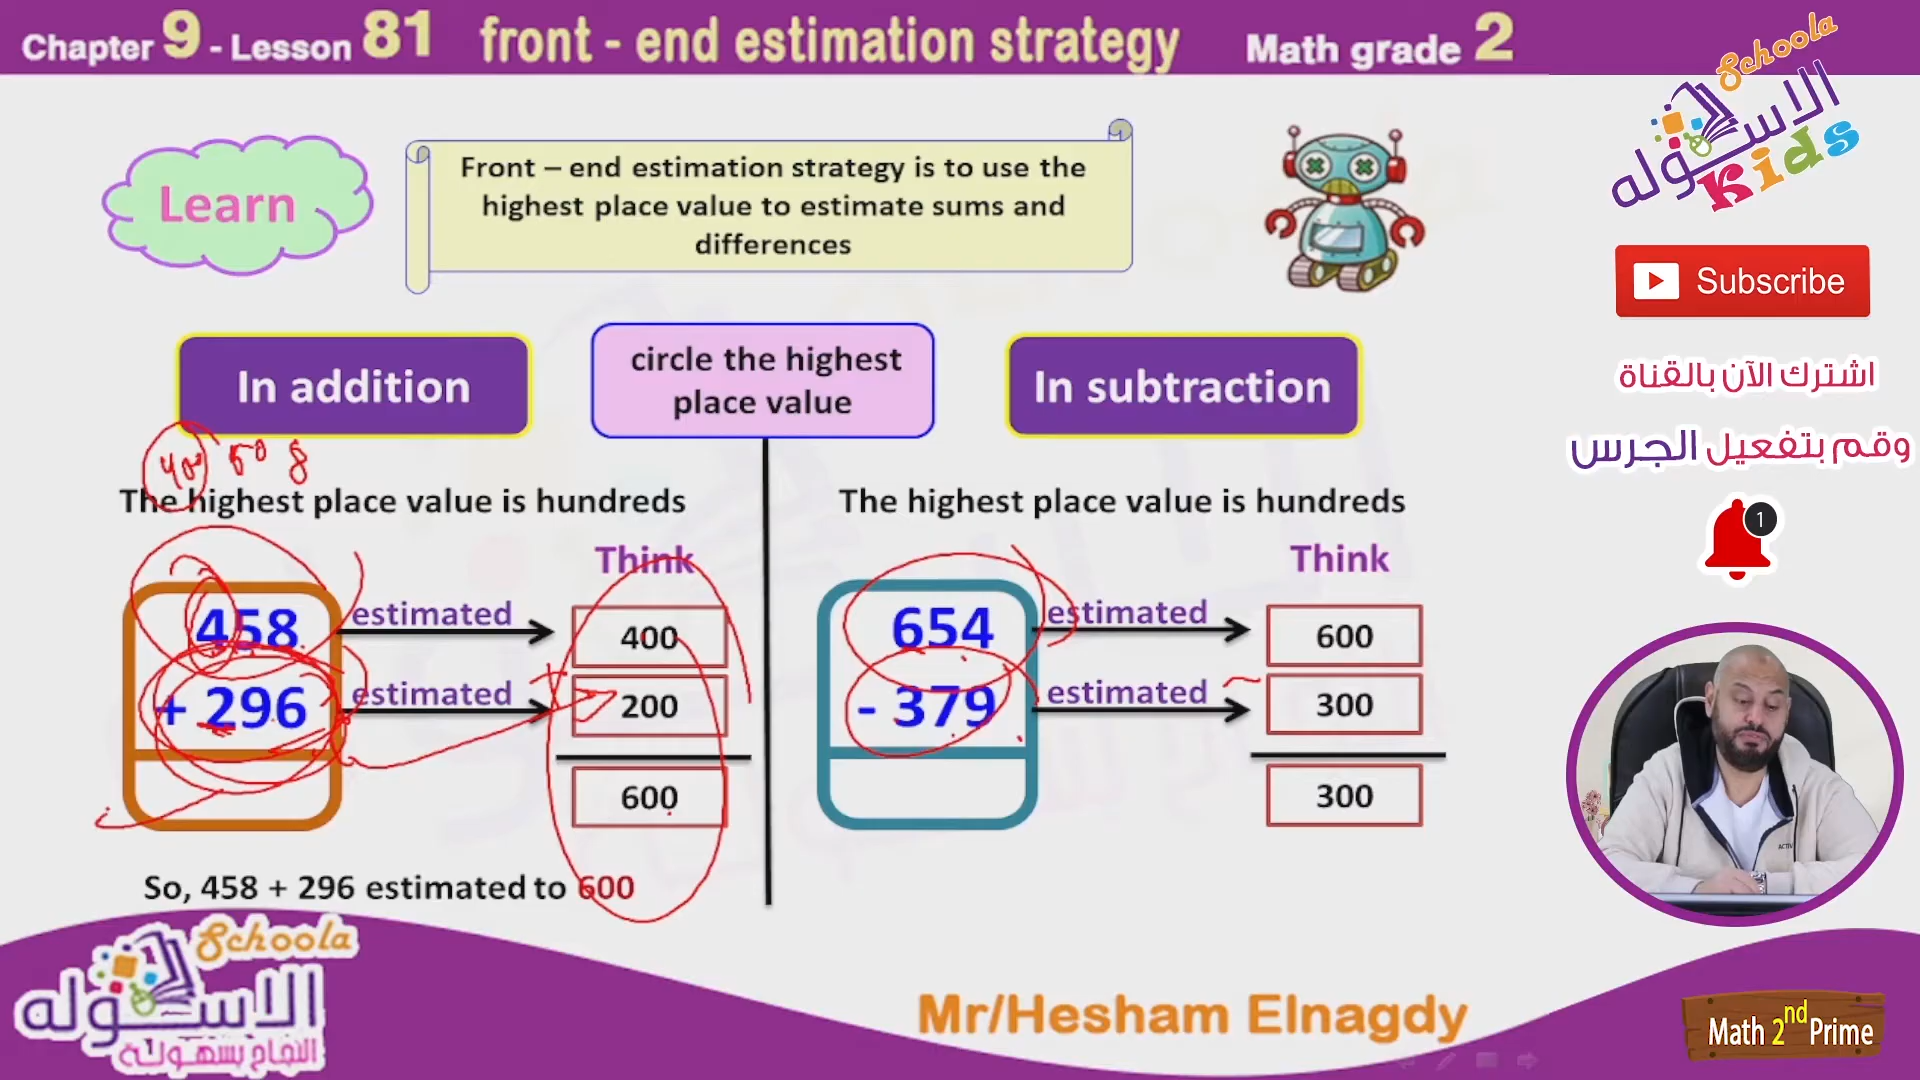 Chapter 9 - Lesson 81 front - end estimation strategy Math grade 2
Schoola
الاسكوله
Kids
Learn
Front – end estimation strategy is to use the
highest place value to estimate sums and
differences
Subscribe
اشترك الآن بالقناة
وقم بتفعيل الجرس
1
In addition
circle the highest
place value
In subtraction
400 50 8
The highest place value is hundreds
The highest place value is hundreds
Think
Think
458 estimated 400
+ 296 estimated 200
600
654 estimated 600
- 379 estimated 300
300
So, 458 + 296 estimated to 600
Schoola
الاسكوله
النجاح بسهولة
Mr/Hesham Elnagdy
Math 2nd Prime